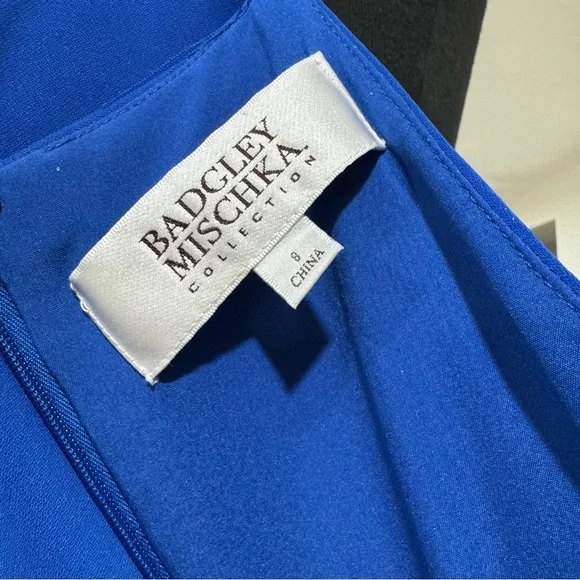 BADGLEY
MISCHKA.
COLLECTION
8
CHINA